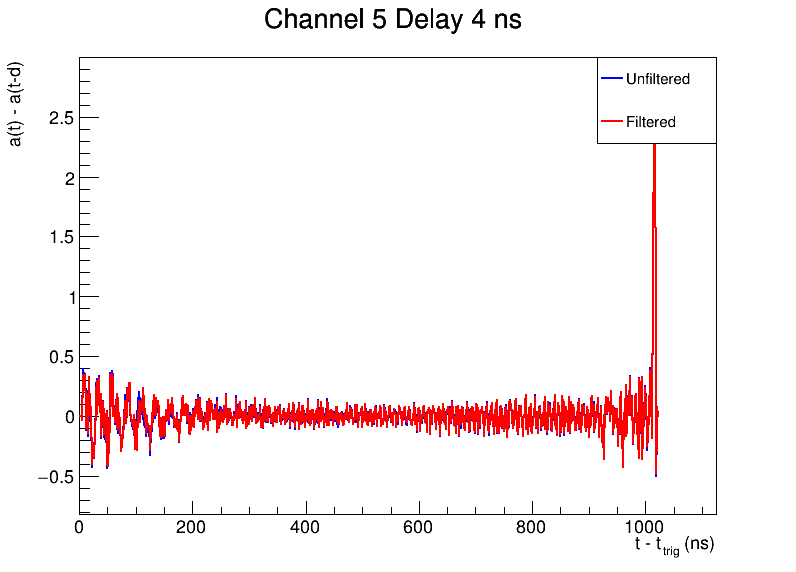 Channel 5 Delay 4 ns
a(t) - a(t-d)
Unfiltered
Filtered
2.5
2
1.5
1
0.5
0
−0.5
0 200 400 600 800 1000
t - t_trig (ns)